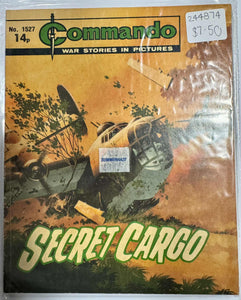 244874
$7.50
Commando
WAR STORIES IN PICTURES
No. 1527
14p
SECRET CARGO